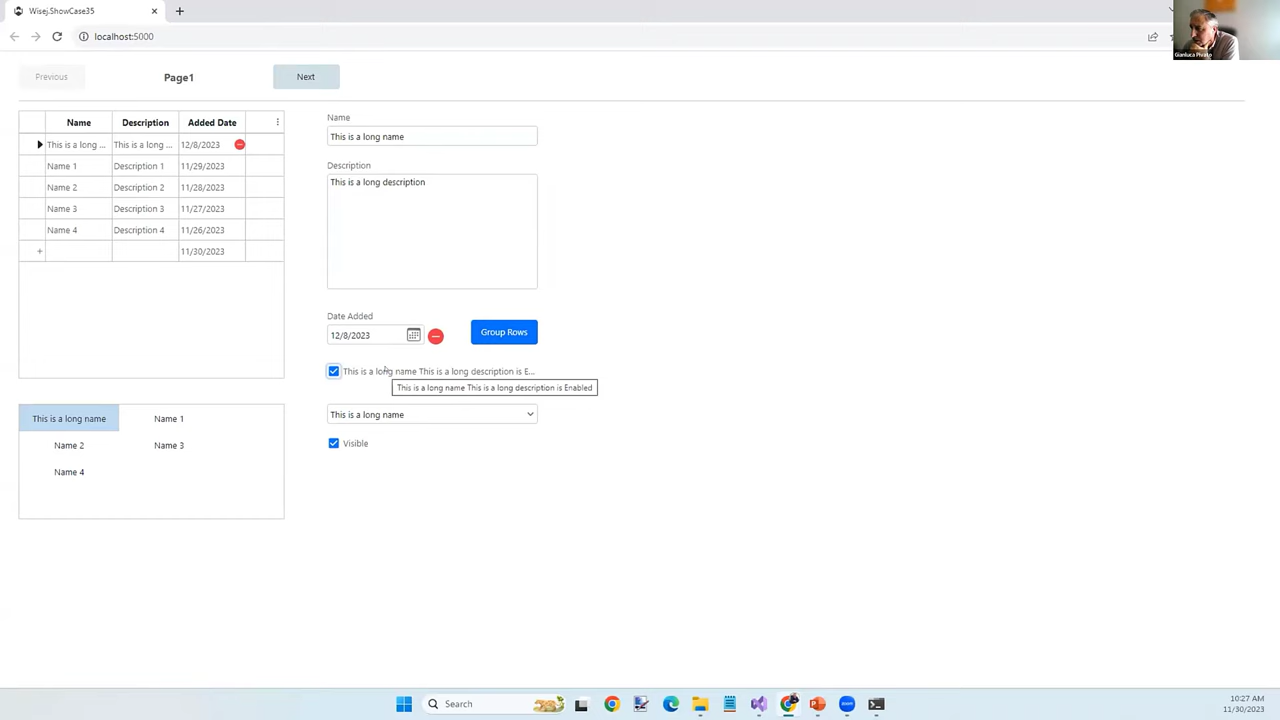 Wisej.ShowCase35
localhost:5000
Gianluca Pivato
Previous
Page1
Next
Name Description Added Date
This is a long ... This is a long ... 12/8/2023
Name 1 Description 1 11/29/2023
Name 2 Description 2 11/28/2023
Name 3 Description 3 11/27/2023
Name 4 Description 4 11/26/2023
11/30/2023
Name
This is a long name
Description
This is a long description
Date Added
12/8/2023
Group Rows
This is a long name This is a long description is E...
This is a long name This is a long description is Enabled
This is a long name
Visible
This is a long name Name 1
Name 2 Name 3
Name 4
Search
zoom
10:27 AM
11/30/2023